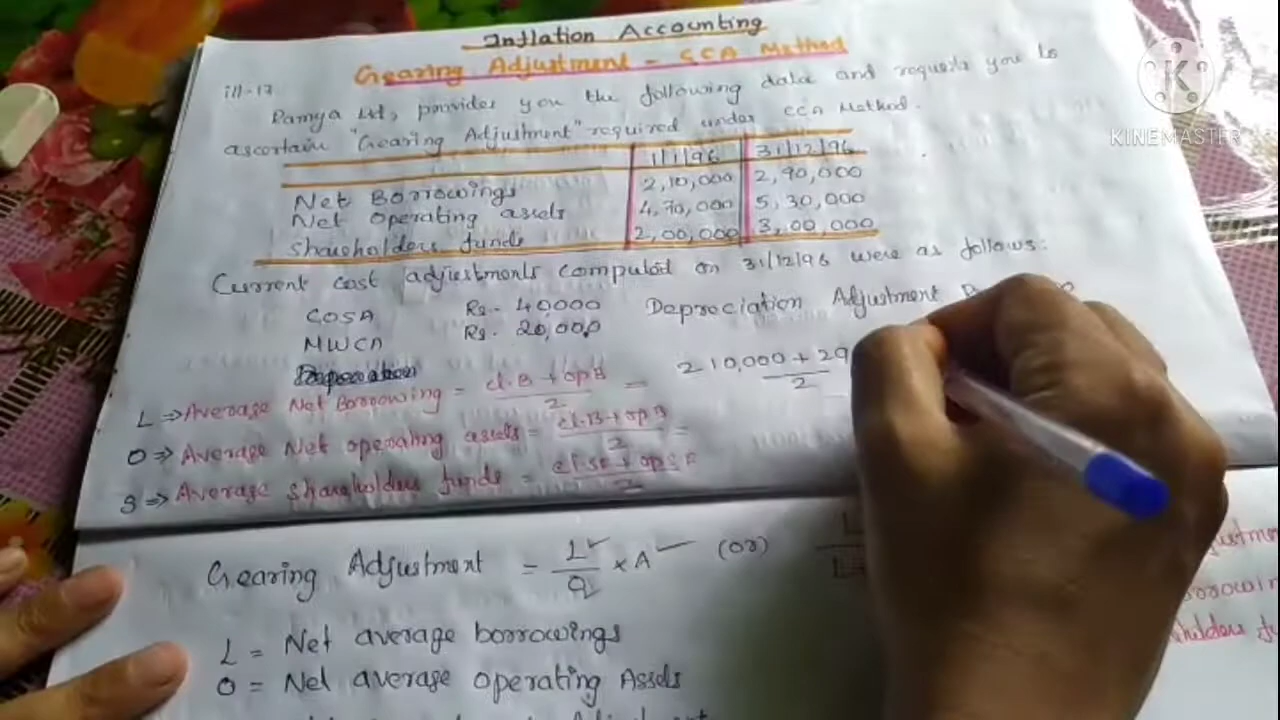 Inflation Accounting
Gearing Adjustment - CCA Method
ill-17
Ramya Ltd, provides you the following data and requests you to
ascertain "Gearing Adjustment" required under CCA Method.
1/1/96 31/12/96
Net Borrowings 2,10,000 2,90,000
Net Operating assets 4,70,000 5,30,000
Shareholders funds 2,00,000 3,00,000
Current cost adjustments computed on 31/12/96 were as follows:
COSA Rs. 40000 Depreciation Adjustment
MWCA Rs. 20,000
L ⇒ Average Net Borrowing = cl.B + op B / 2 = 210,000 + 29 / 2
O ⇒ Average Net operating assets = cl.B + op B / 2 =
S ⇒ Average Shareholders funds = cl.SF + op S F / 2
Gearing Adjustment = L / O × A (or) L
L = Net average borrowings
O = Net average operating Assets
KINEMASTER